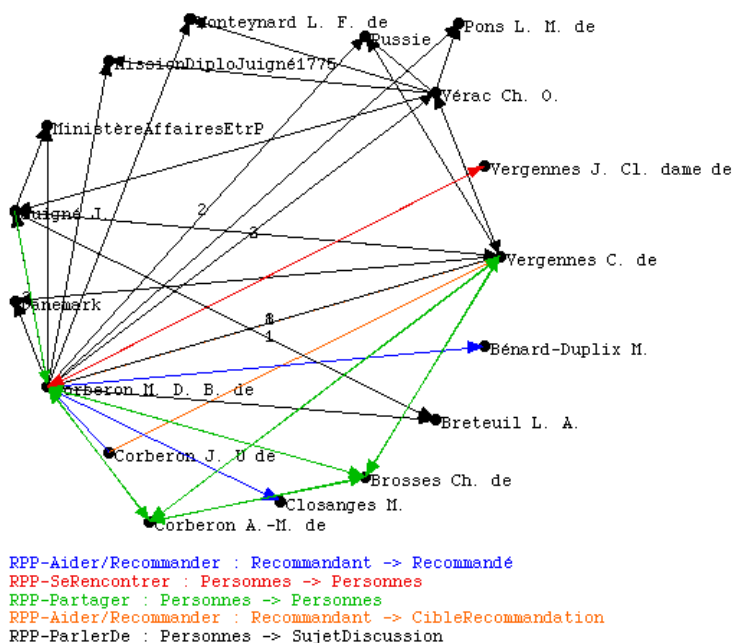 Monteynard L. F. de
Pons L. M. de
Russie
MissionDiploJuigné1775
Vérac Ch. O.
MinistèreAffairesEtrP
Vergennes J. Cl. dame de
2
Juigné J.
3
Vergennes C. de
Danemark
1
Bénard-Duplix M.
Corberon M. D. B. de
Breteuil L. A.
Corberon J. U de
Brosses Ch. de
Closanges M.
Corberon A.-M. de
RPP-Aider/Recommander : Recommandant -> Recommandé
RPP-SeRencontrer : Personnes -> Personnes
RPP-Partager : Personnes -> Personnes
RPP-Aider/Recommander : Recommandant -> CibleRecommandation
RPP-ParlerDe : Personnes -> SujetDiscussion